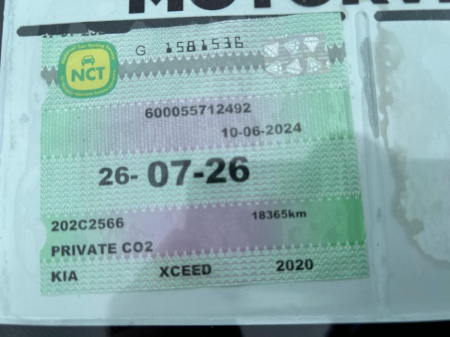 G 1581536
NCT
600055712492
10-06-2024
26-07-26
202C2566
18365km
PRIVATE CO2
KIA XCEED 2020